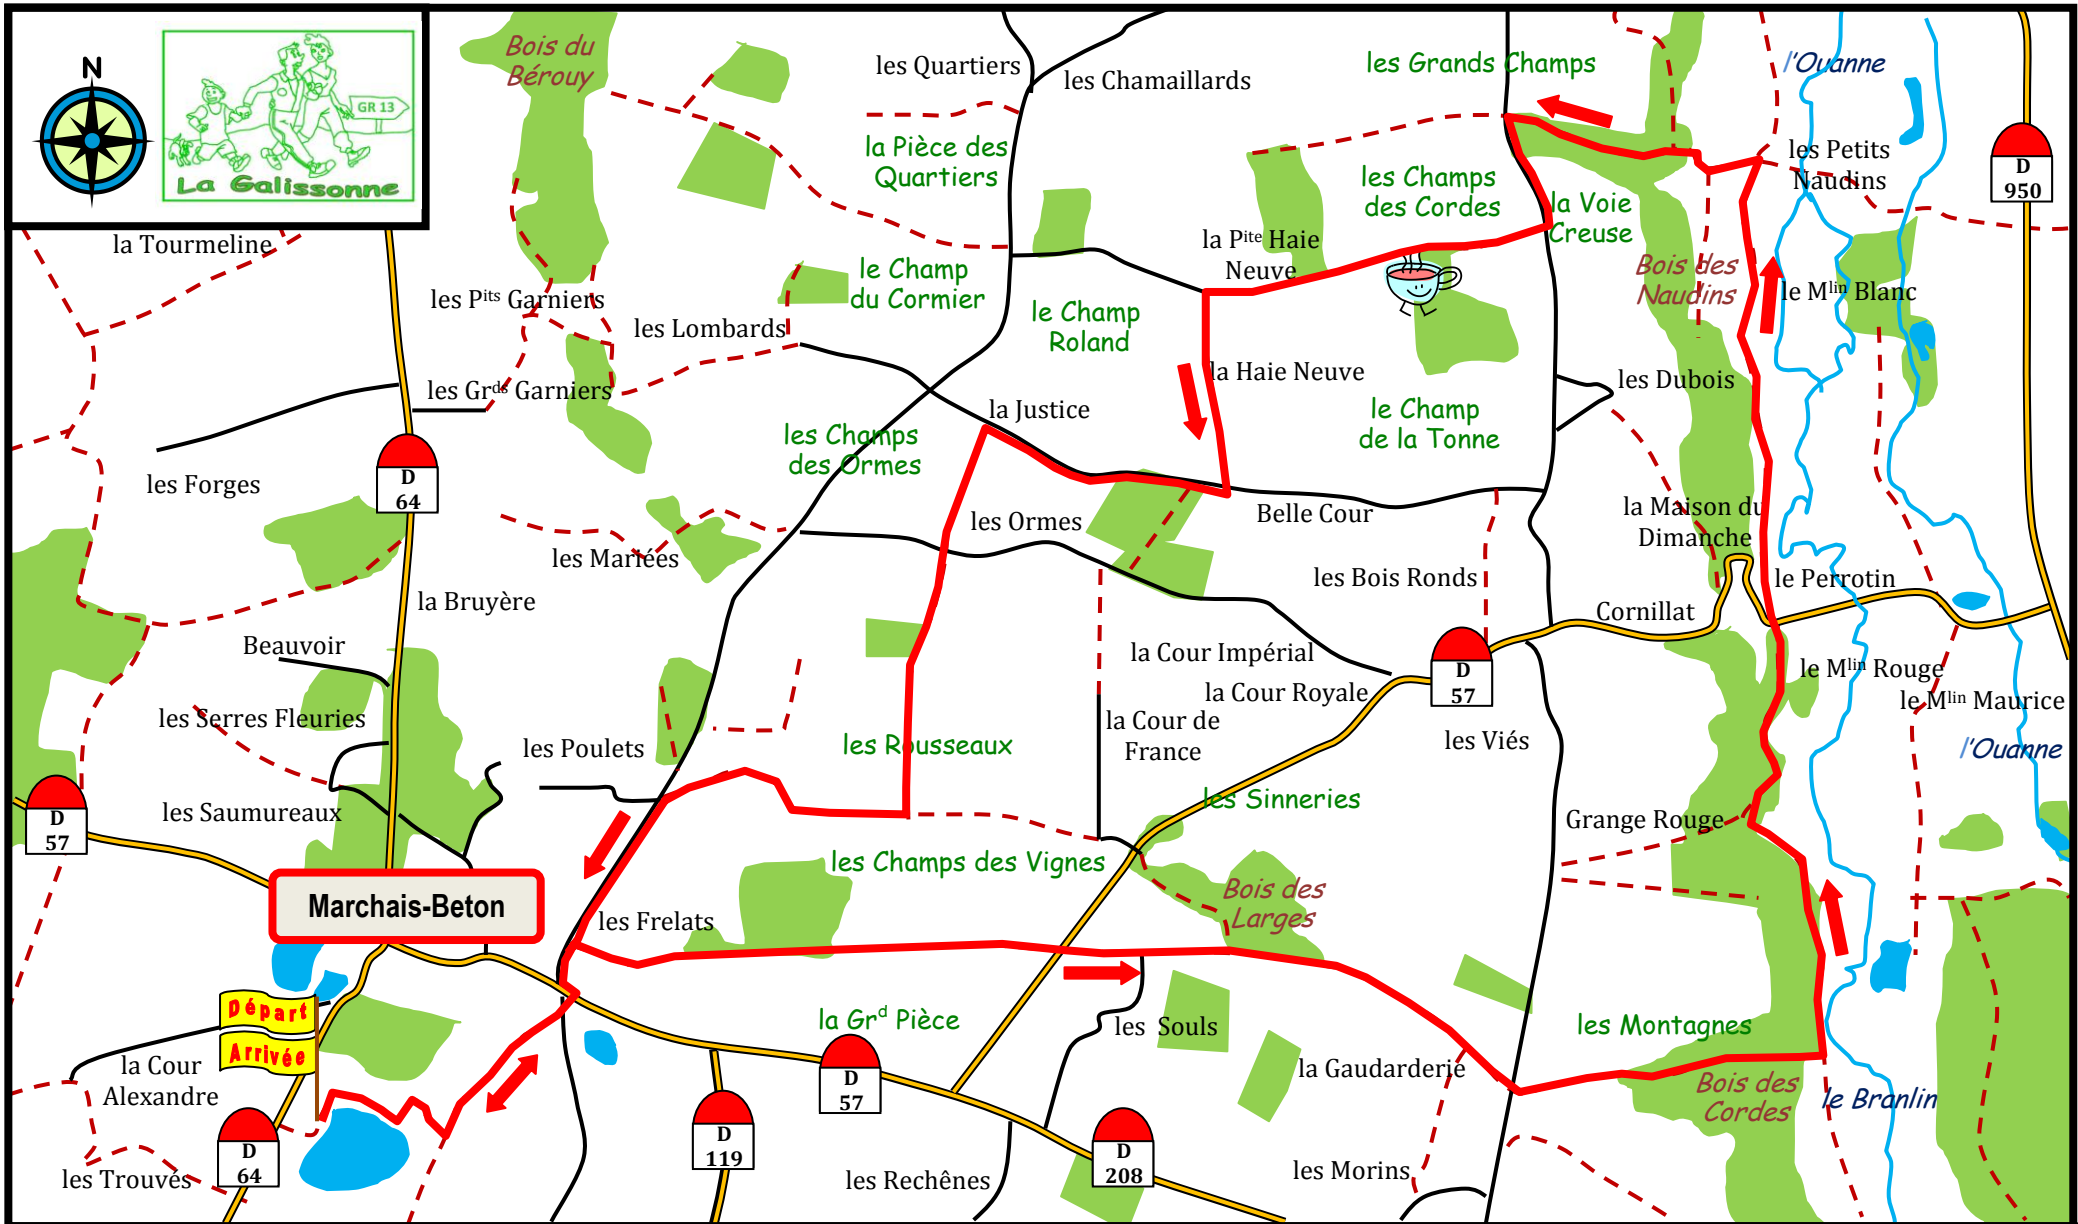 N
GR 13
La Galissonne
Bois du
Bérouy
les Quartiers
les Chamaillards
les Grands Champs
l'Ouanne
D
950
la Pièce des
Quartiers
les Champs
des Cordes
les Petits
Naudins
la Voie
Creuse
la Tourmeline
la Pite Haie
Neuve
Bois des
Naudins
le Mlin Blanc
les Pits Garniers
le Champ
du Cormier
les Lombards
le Champ
Roland
la Haie Neuve
les Dubois
les Grds Garniers
la Justice
le Champ
de la Tonne
les Champs
des Ormes
D
64
les Forges
les Ormes
Belle Cour
la Maison du
Dimanche
les Mariées
les Bois Ronds
le Perrotin
la Bruyère
Cornillat
Beauvoir
la Cour Impérial
le Mlin Rouge
la Cour Royale
D
57
le Mlin Maurice
les Serres Fleuries
la Cour de
France
les Poulets
les Rousseaux
les Viés
l'Ouanne
les Saumureaux
les Sinneries
Grange Rouge
D
57
les Champs des Vignes
Marchais-Beton
les Frelats
Bois des
Larges
Départ
Arrivée
la Grd Pièce
les Souls
les Montagnes
la Cour
Alexandre
la Gaudarderie
Bois des
Cordes
le Branlin
D
57
D
64
D
119
D
208
les Trouvés
les Rechênes
les Morins